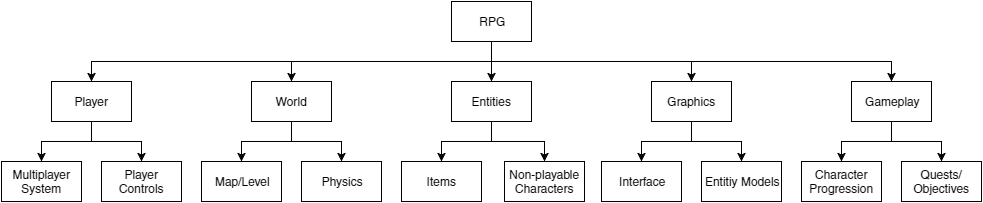 RPG
Player
World
Entities
Graphics
Gameplay
Multiplayer
System
Player
Controls
Map/Level
Physics
Items
Non-playable
Characters
Interface
Entitiy Models
Character
Progression
Quests/
Objectives